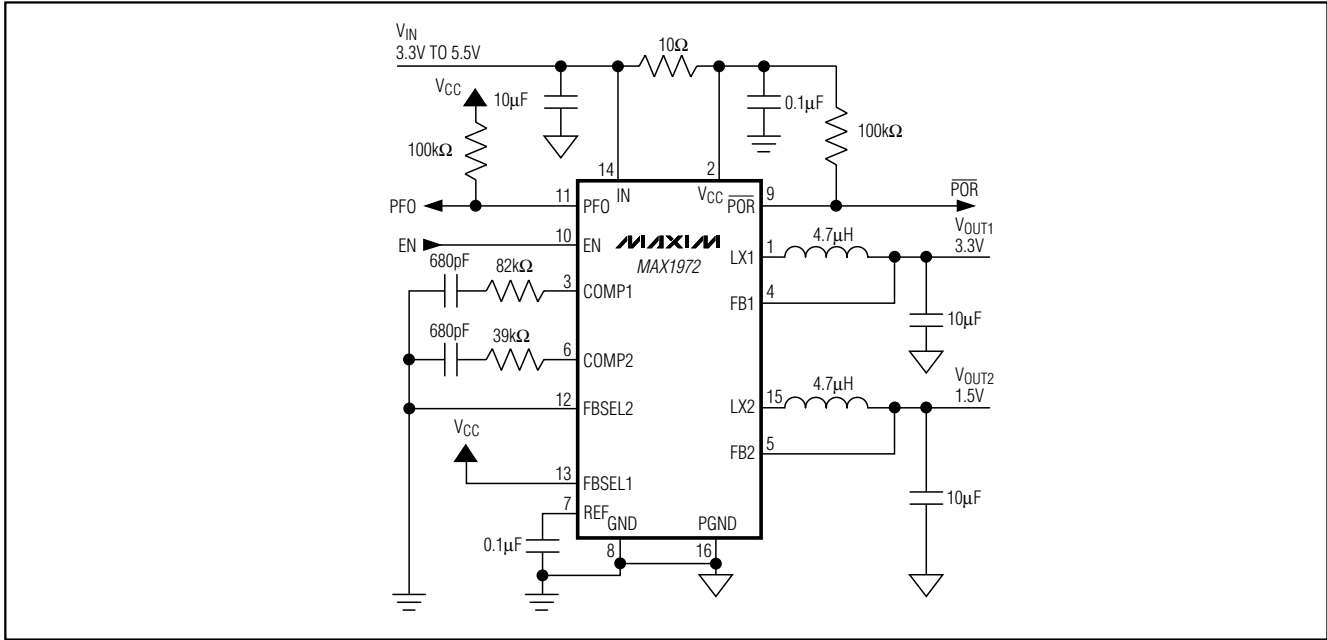 VIN
3.3V TO 5.5V
10Ω
VCC
10μF
0.1μF
100kΩ
100kΩ
14
2
IN
VCC
POR
9
POR
PFO
11
PFO
EN
10
EN
MAXIM
MAX1972
LX1
1
4.7μH
VOUT1
3.3V
680pF
82kΩ
3
COMP1
FB1
4
10μF
680pF
39kΩ
6
COMP2
LX2
15
4.7μH
VOUT2
1.5V
12
FBSEL2
VCC
FB2
5
13
FBSEL1
10μF
7
REF
GND
PGND
0.1μF
8
16